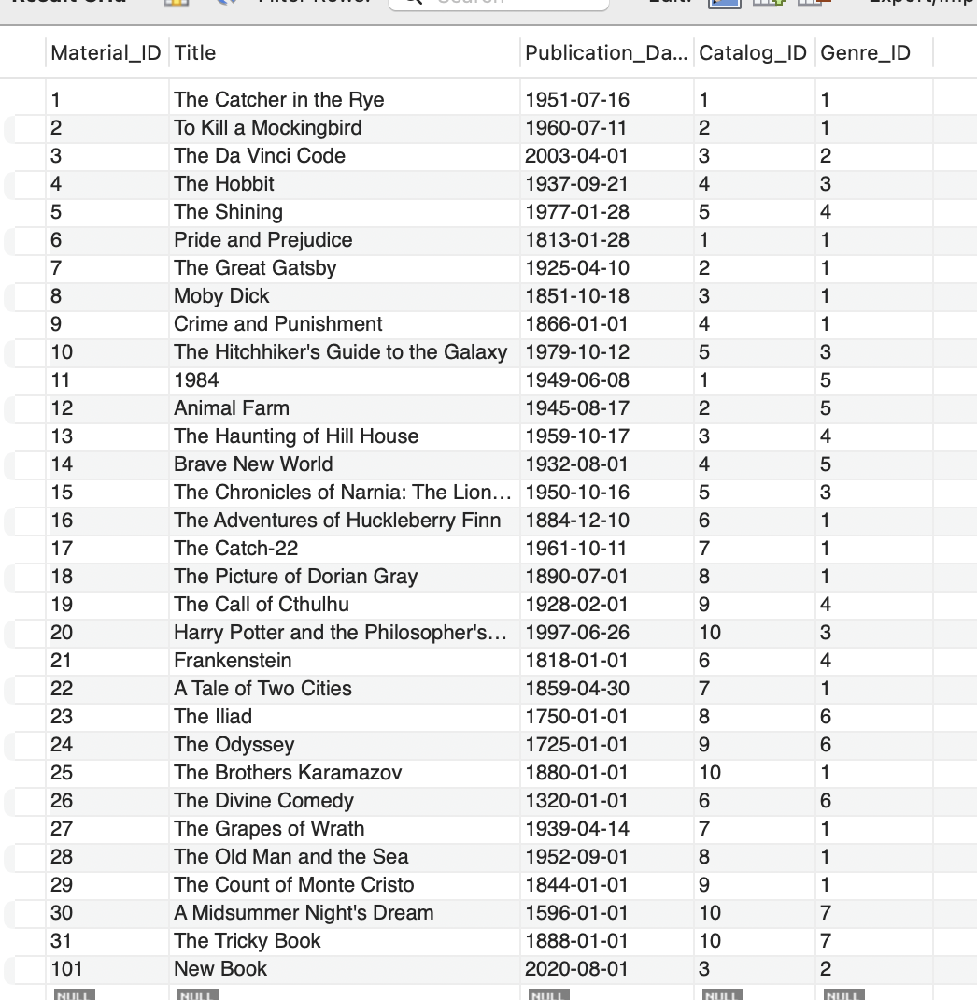 Material_ID Title Publication_Da... Catalog_ID Genre_ID
1 The Catcher in the Rye 1951-07-16 1 1
2 To Kill a Mockingbird 1960-07-11 2 1
3 The Da Vinci Code 2003-04-01 3 2
4 The Hobbit 1937-09-21 4 3
5 The Shining 1977-01-28 5 4
6 Pride and Prejudice 1813-01-28 1 1
7 The Great Gatsby 1925-04-10 2 1
8 Moby Dick 1851-10-18 3 1
9 Crime and Punishment 1866-01-01 4 1
10 The Hitchhiker's Guide to the Galaxy 1979-10-12 5 3
11 1984 1949-06-08 1 5
12 Animal Farm 1945-08-17 2 5
13 The Haunting of Hill House 1959-10-17 3 4
14 Brave New World 1932-08-01 4 5
15 The Chronicles of Narnia: The Lion... 1950-10-16 5 3
16 The Adventures of Huckleberry Finn 1884-12-10 6 1
17 The Catch-22 1961-10-11 7 1
18 The Picture of Dorian Gray 1890-07-01 8 1
19 The Call of Cthulhu 1928-02-01 9 4
20 Harry Potter and the Philosopher's... 1997-06-26 10 3
21 Frankenstein 1818-01-01 6 4
22 A Tale of Two Cities 1859-04-30 7 1
23 The Iliad 1750-01-01 8 6
24 The Odyssey 1725-01-01 9 6
25 The Brothers Karamazov 1880-01-01 10 1
26 The Divine Comedy 1320-01-01 6 6
27 The Grapes of Wrath 1939-04-14 7 1
28 The Old Man and the Sea 1952-09-01 8 1
29 The Count of Monte Cristo 1844-01-01 9 1
30 A Midsummer Night's Dream 1596-01-01 10 7
31 The Tricky Book 1888-01-01 10 7
101 New Book 2020-08-01 3 2
NULL NULL NULL NULL NULL